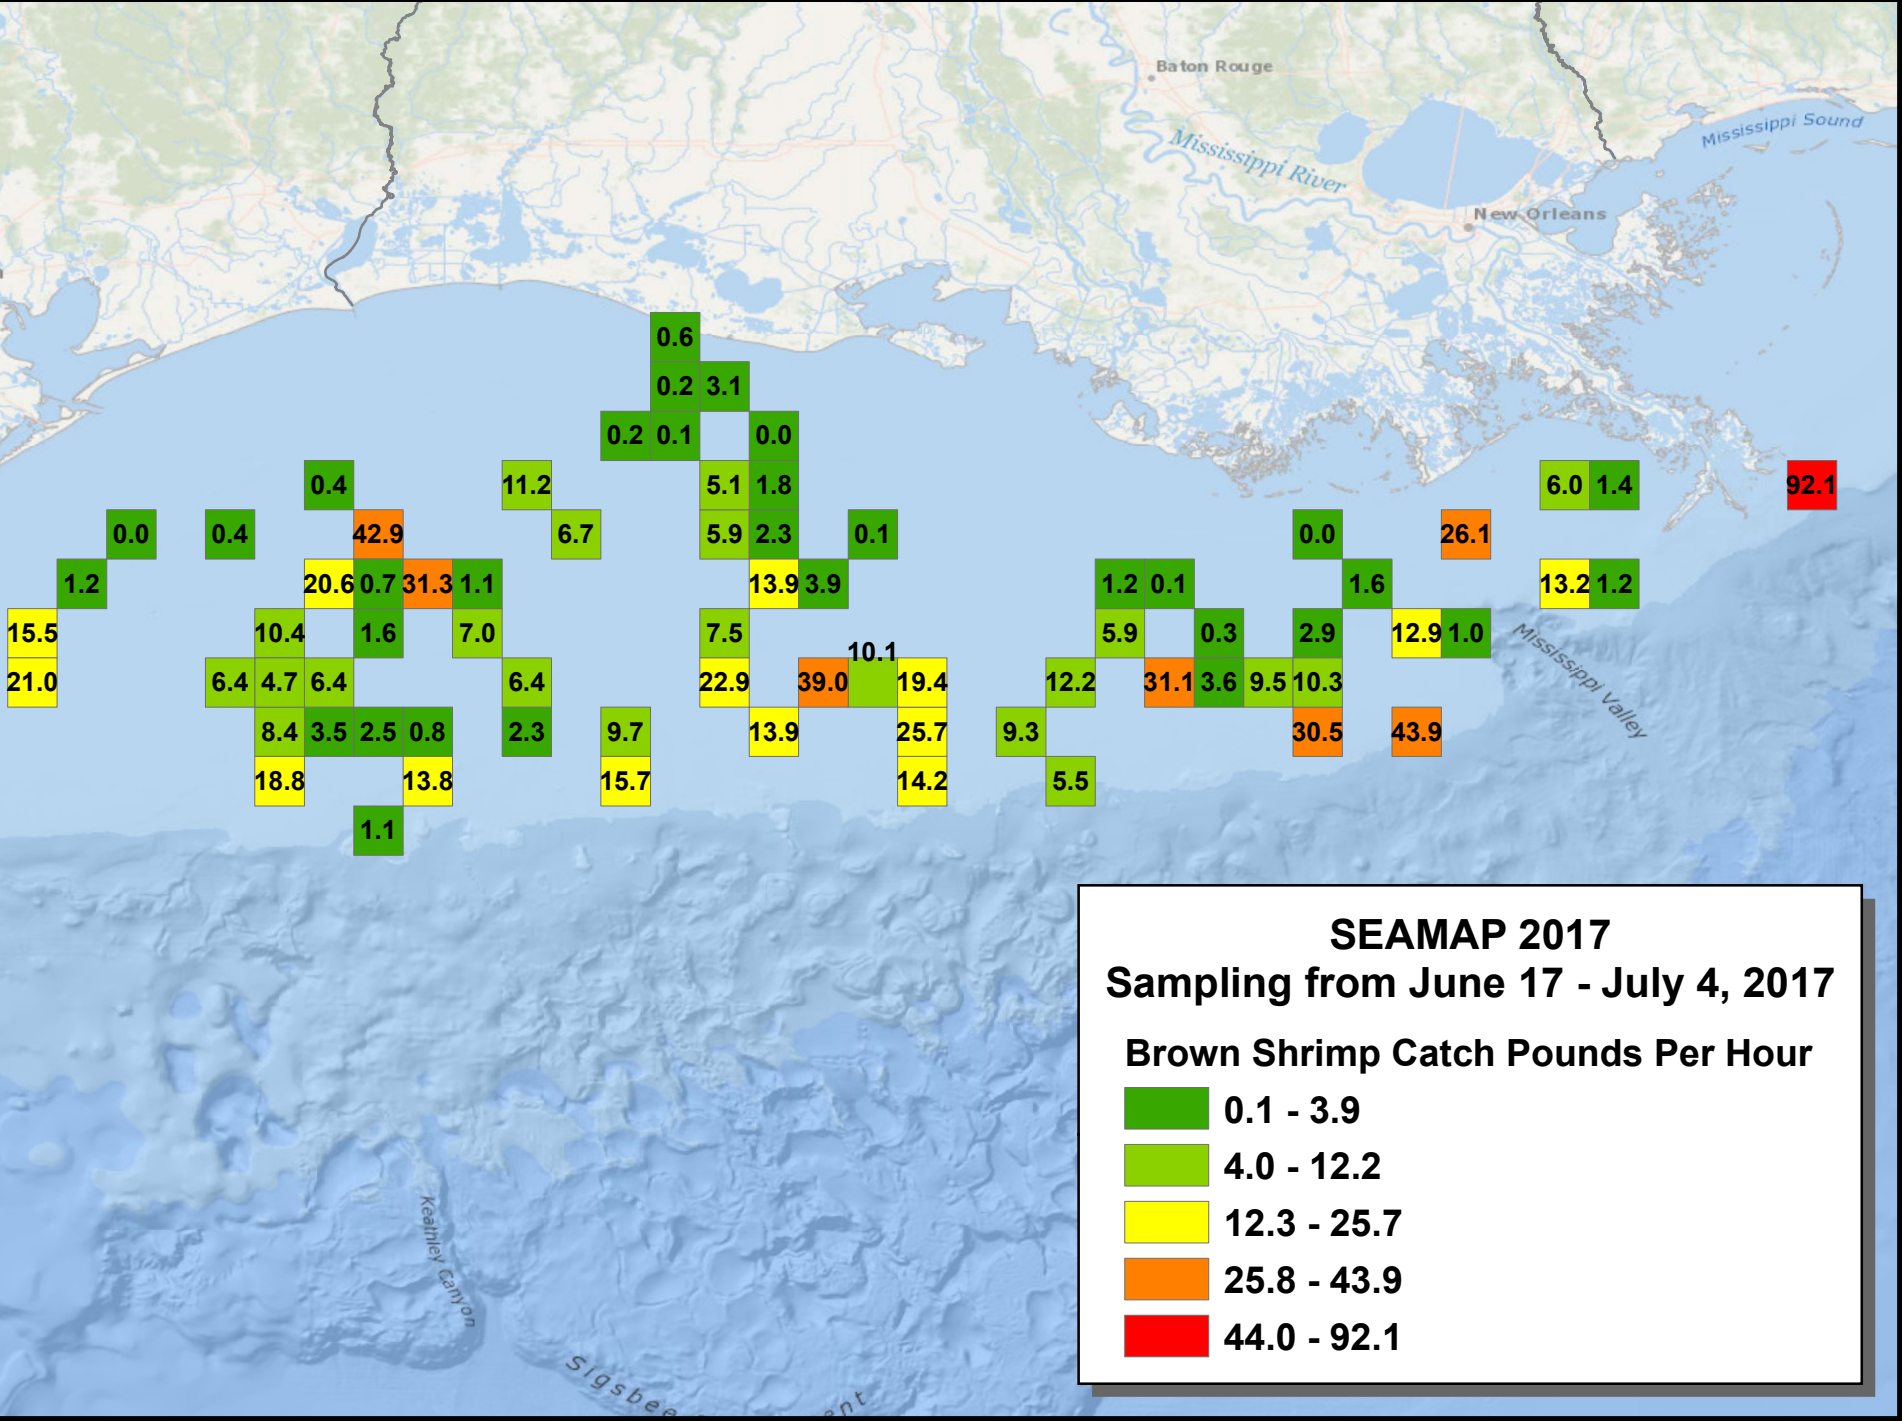 Baton Rouge
Mississippi Sound
Mississippi River
New Orleans
0.6
0.2 3.1
0.2 0.1 0.0
0.4 11.2 5.1 1.8 6.0 1.4 92.1
0.0 0.4 42.9 6.7 5.9 2.3 0.1 0.0 26.1
1.2 20.6 0.7 31.3 1.1 13.9 3.9 1.2 0.1 1.6 13.2 1.2
15.5 10.4 1.6 7.0 7.5 5.9 0.3 2.9 12.9 1.0
10.1
21.0 6.4 4.7 6.4 6.4 22.9 39.0 19.4 12.2 31.1 3.6 9.5 10.3
Mississippi Valley
8.4 3.5 2.5 0.8 2.3 9.7 13.9 25.7 9.3 30.5 43.9
18.8 13.8 15.7 14.2 5.5
1.1
SEAMAP 2017
Sampling from June 17 - July 4, 2017
Brown Shrimp Catch Pounds Per Hour
0.1 - 3.9
4.0 - 12.2
12.3 - 25.7
25.8 - 43.9
44.0 - 92.1
Keathley Canyon
Sigsbee